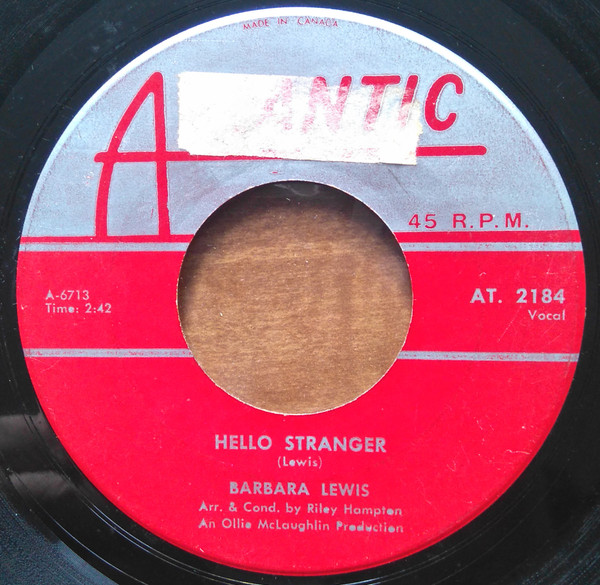 MADE IN CANADA
ATLANTIC
45 R.P.M.
A-6713
Time: 2:42
AT. 2184
Vocal
HELLO STRANGER
(Lewis)
BARBARA LEWIS
Arr. & Cond. by Riley Hampton
An Ollie McLaughlin Production